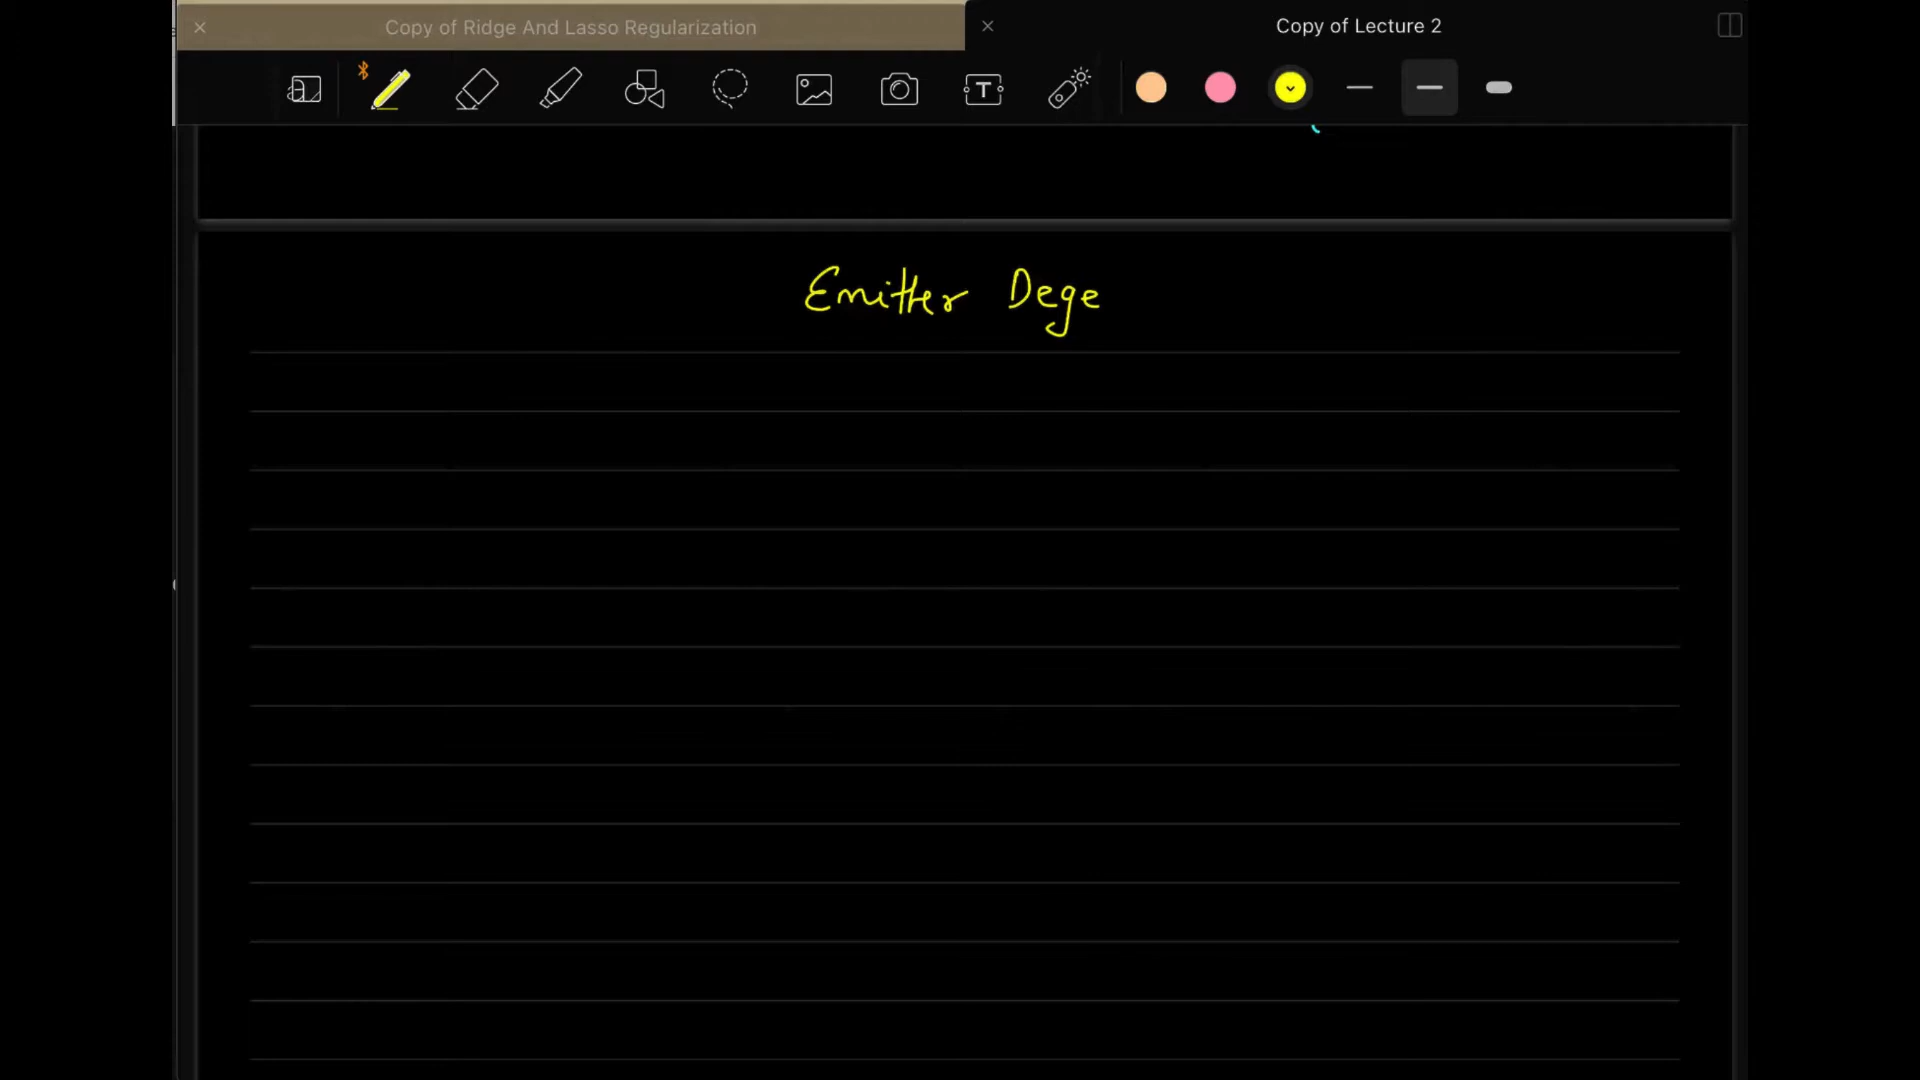 Copy of Ridge And Lasso Regularization
Copy of Lecture 2
T
Emitter Dege